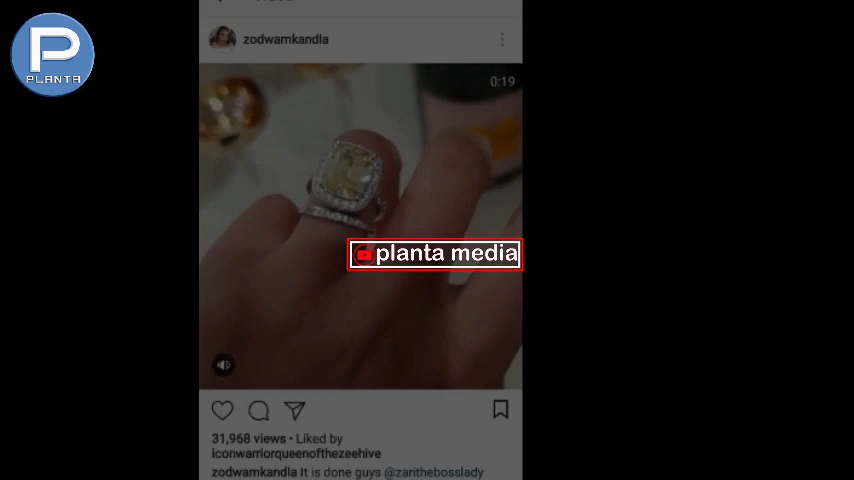 P
PLANTA
zodwamkandla
0:19
planta media
31,968 views • Liked by
iconwarriorqueenofthezeehive
zodwamkandla It is done guys @zarithebosslady